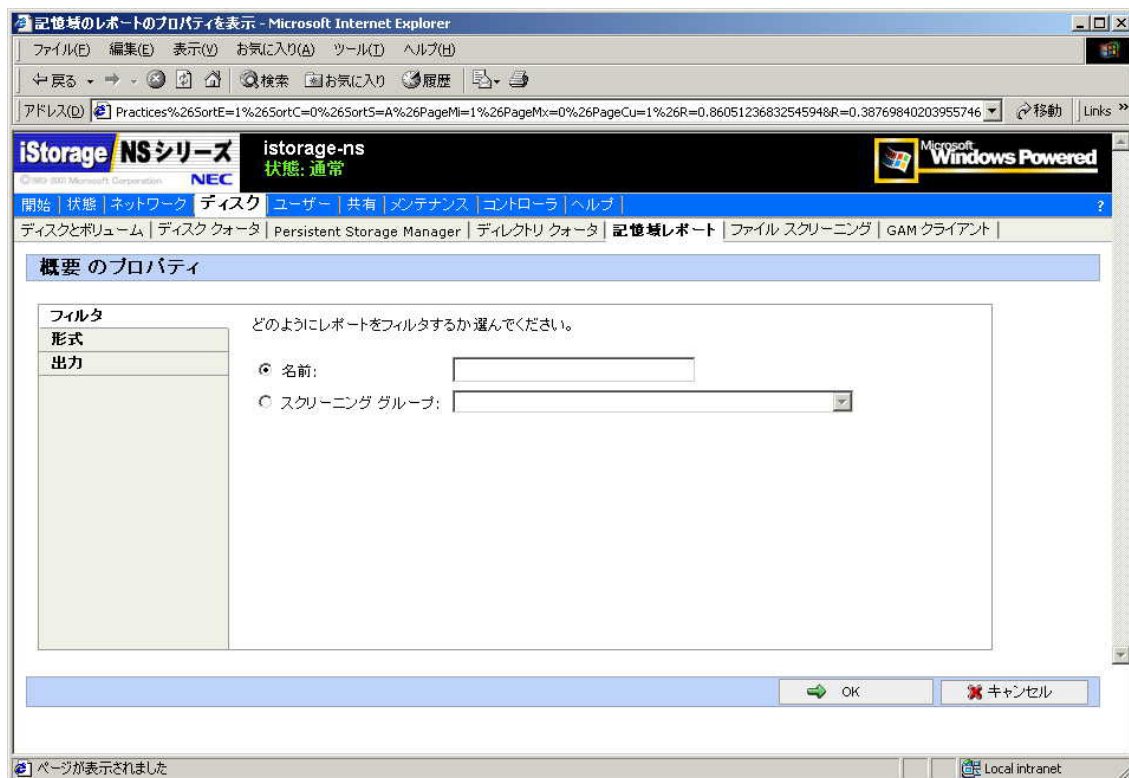 記憶域のレポートのプロパティを表示 - Microsoft Internet Explorer
ファイル(F) 編集(E) 表示(V) お気に入り(A) ツール(T) ヘルプ(H)
戻る 検索 お気に入り 履歴
アドレス(D) Practices%26SortE=1%26SortC=0%26SortS=A%26PageMi=1%26PageMx=0%26PageCu=1%26R=0.860512368325459​48&R=0.38769840203955746 移動 Links »
iStorage NSシリーズ
NEC
istorage-ns
状態: 通常
Microsoft
Windows Powered
開始 | 状態 | ネットワーク | ディスク | ユーザー | 共有 | メンテナンス | コントローラ | ヘルプ | ?
ディスクとボリューム | ディスク クォータ | Persistent Storage Manager | ディレクトリ クォータ | 記憶域レポート | ファイル スクリーニング | GAM クライアント |
概要 のプロパティ
フィルタ
形式
出力
どのようにレポートをフィルタするか選んでください。
名前:
スクリーニング グループ:
OK キャンセル
ページが表示されました Local intranet